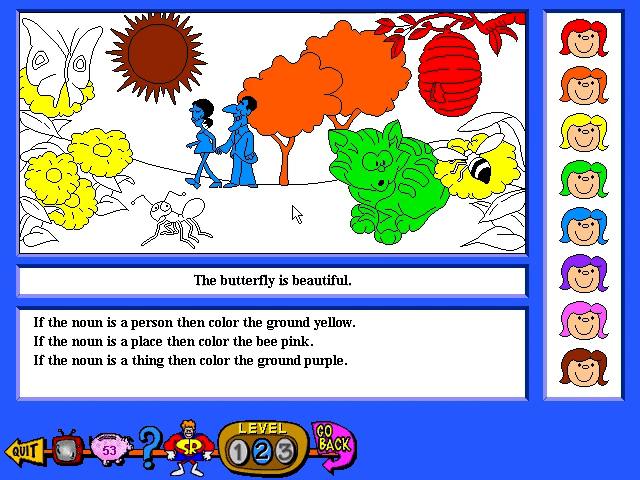 The butterfly is beautiful.
If the noun is a person then color the ground yellow.
If the noun is a place then color the bee pink.
If the noun is a thing then color the ground purple.
QUIT
53
?
SR
LEVEL
1 2 3
GO
BACK